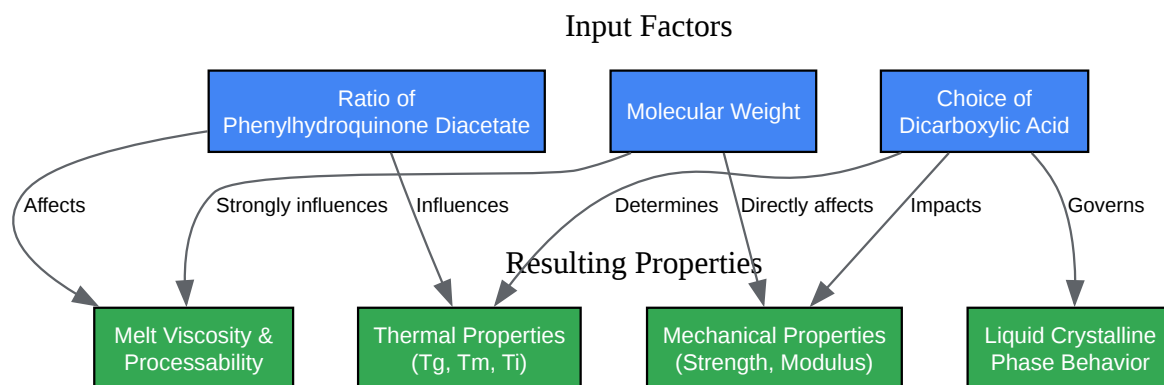 Input Factors
Ratio of
Phenylhydroquinone Diacetate
Molecular Weight
Choice of
Dicarboxylic Acid
Affects
Strongly influences
Influences
Determines
Directly affects
Impacts
Governs
Resulting Properties
Melt Viscosity &
Processability
Thermal Properties
(Tg, Tm, Ti)
Mechanical Properties
(Strength, Modulus)
Liquid Crystalline
Phase Behavior